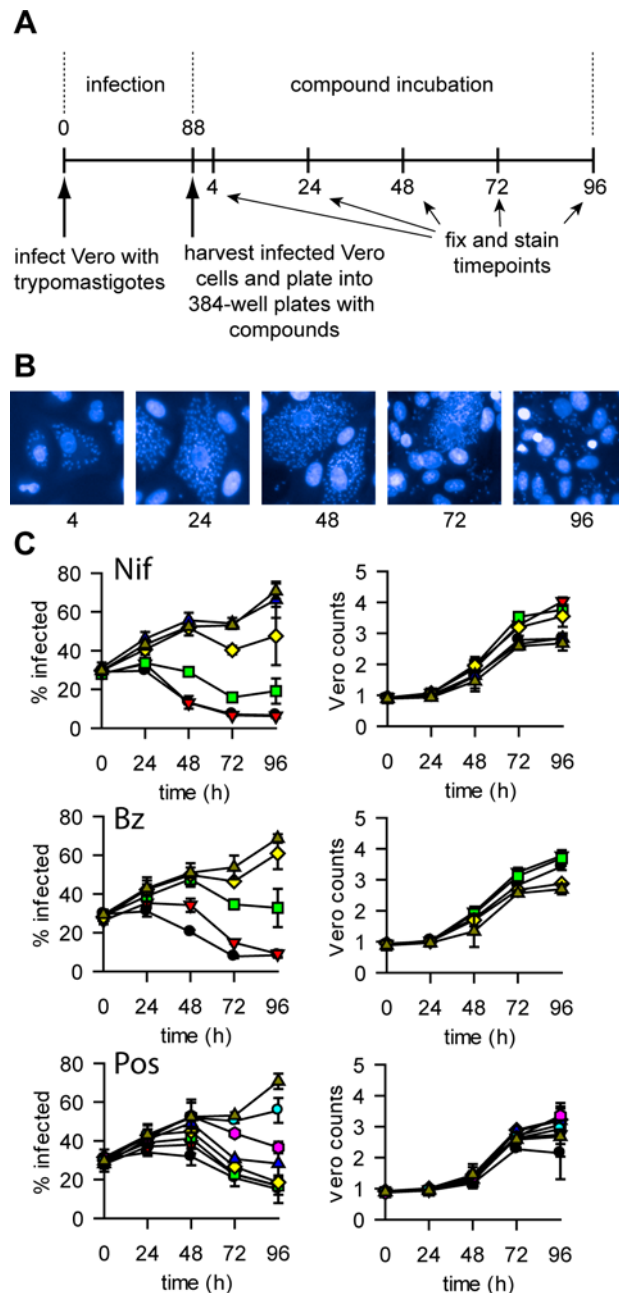 A
infection
compound incubation
0
88
4
24
48
72
96
infect Vero with
trypomastigotes
harvest infected Vero
cells and plate into
384-well plates with
compounds
fix and stain
timepoints
B
4
24
48
72
96
C
Nif
% infected
80
60
40
20
0
0 24 48 72 96
time (h)
Vero counts
5
4
3
2
1
0
0 24 48 72 96
time (h)
Bz
% infected
80
60
40
20
0
0 24 48 72 96
time (h)
Vero counts
5
4
3
2
1
0
0 24 48 72 96
time (h)
Pos
% infected
80
60
40
20
0
0 24 48 72 96
time (h)
Vero counts
5
4
3
2
1
0
0 24 48 72 96
time (h)